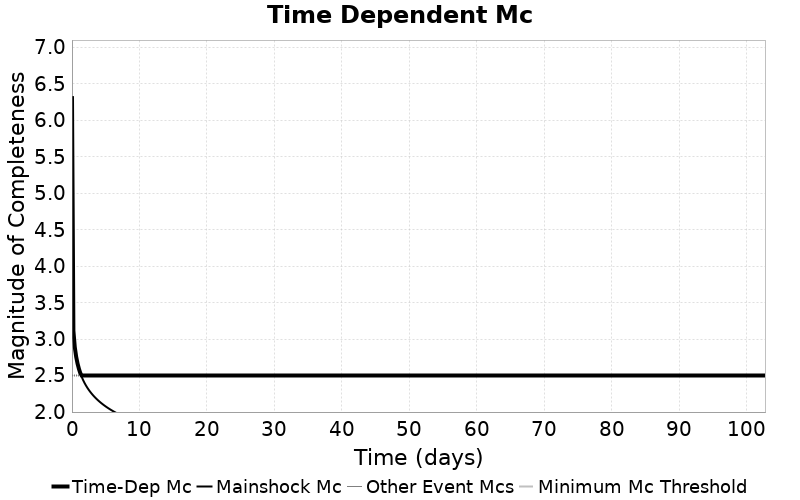 Time Dependent Mc
Magnitude of Completeness
7.0
6.5
6.0
5.5
5.0
4.5
4.0
3.5
3.0
2.5
2.0
0 10 20 30 40 50 60 70 80 90 100
Time (days)
Time-Dep Mc Mainshock Mc Other Event Mcs Minimum Mc Threshold